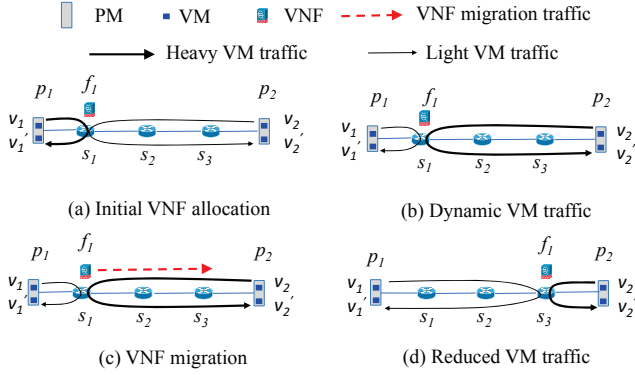 PM VM VNF VNF migration traffic
Heavy VM traffic Light VM traffic
p1 f1 p2
v1 v2
v1' v2'
s1 s2 s3
(a) Initial VNF allocation
p1 f1 p2
v1 v2
v1' v2'
s1 s2 s3
(b) Dynamic VM traffic
p1 f1 p2
v1 v2
v1' v2'
s1 s2 s3
(c) VNF migration
p1 f1 p2
v1 v2
v1' v2'
s1 s2 s3
(d) Reduced VM traffic